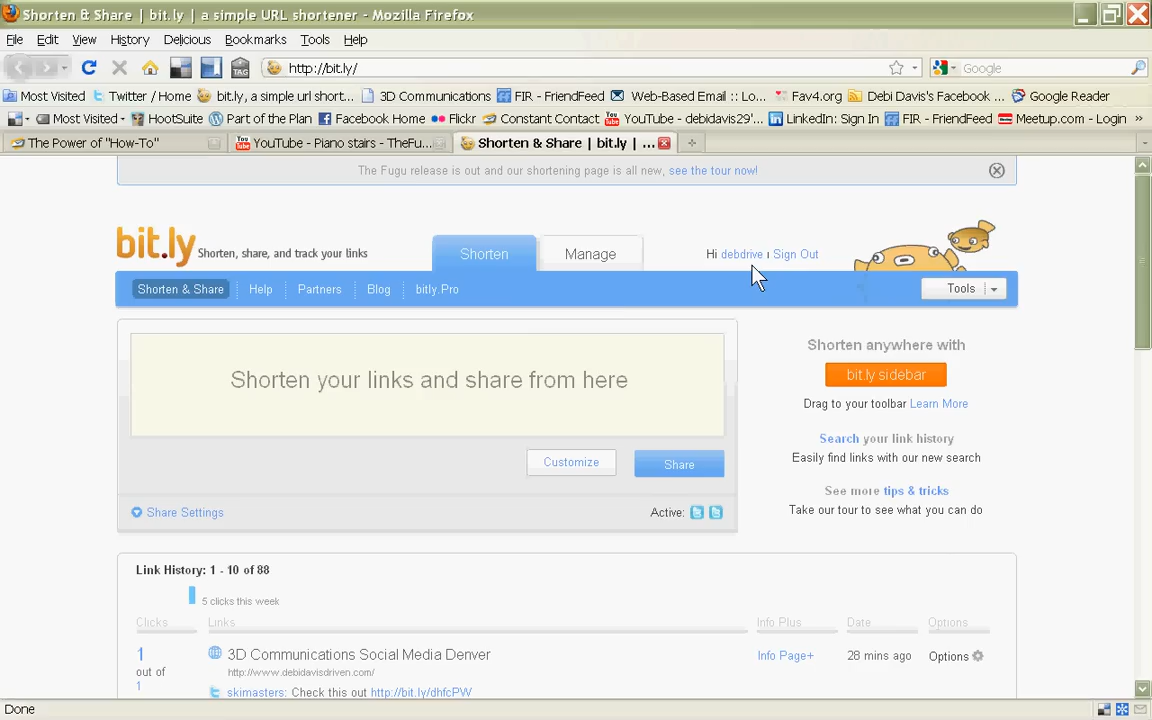 Shorten & Share | bit.ly | a simple URL shortener - Mozilla Firefox
File Edit View History Delicious Bookmarks Tools Help
TAG http://bit.ly/ Google
Most Visited Twitter / Home bit.ly, a simple url short... 3D Communications FIR - FriendFeed Web-Based Email :: Lo... Fav4.org Debi Davis's Facebook ... Google Reader
Most Visited HootSuite Part of the Plan Facebook Home Flickr Constant Contact YouTube - debidavis29'... LinkedIn: Sign In FIR - FriendFeed Meetup.com - Login »
The Power of "How-To" YouTube - Piano stairs - TheFu... Shorten & Share | bit.ly | ...
The Fugu release is out and our shortening page is all new, see the tour now!
bit.ly Shorten, share, and track your links Shorten Manage Hi debdrive | Sign Out
Shorten & Share Help Partners Blog bitly.Pro Tools
Shorten your links and share from here
Customize Share
Share Settings Active:
Shorten anywhere with
bit.ly sidebar
Drag to your toolbar Learn More
Search your link history
Easily find links with our new search
See more tips & tricks
Take our tour to see what you can do
Link History: 1 - 10 of 88
5 clicks this week
Clicks Links Info Plus Date Options
1 3D Communications Social Media Denver Info Page+ 28 mins ago Options
out of http://www.debidavisdriven.com/
1 skimasters: Check this out http://bit.ly/dhfcPW
Done